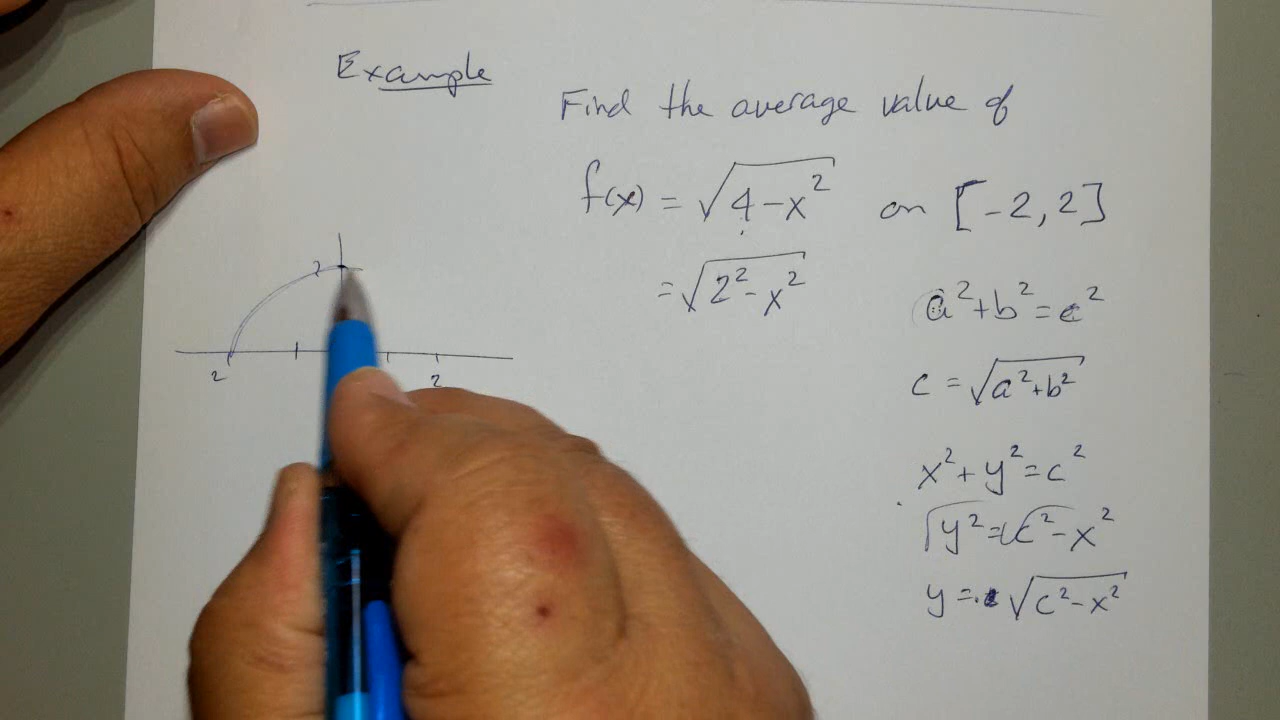 Example
Find the average value of
f(x) = √(4-x²) on [-2,2]
= √(2²-x²)
a²+b²=c²
c = √(a²+b²)
x²+y²=c²
√y²=√c²-x²
y = √(c²-x²)
2
2 2